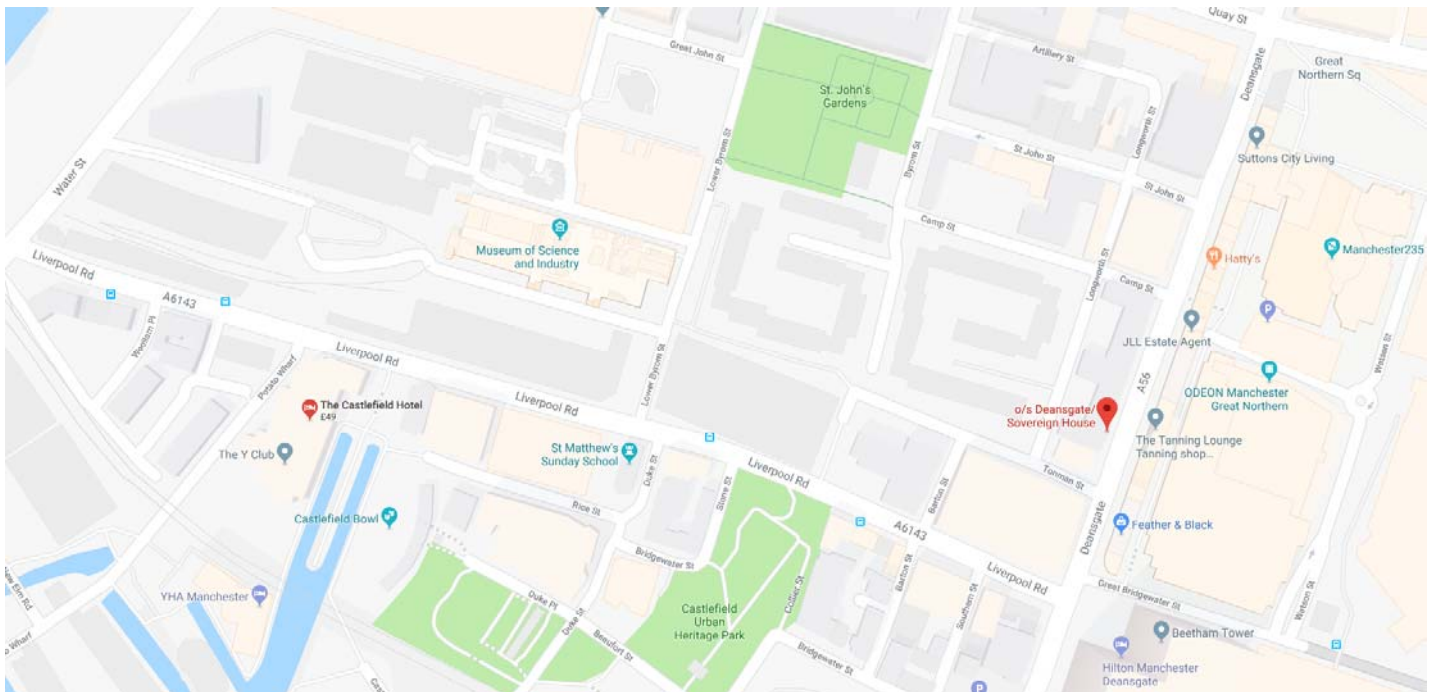 Quay St
Great John St
Artillery St
Deansgate
Great
Northern Sq
St. John's
Gardens
Longworth St
Suttons City Living
Water St
Lower Byrom St
Byrom St
St John St
St John St
Camp St
Museum of Science
and Industry
Manchester235
Hatty's
Liverpool Rd
Longworth St
Camp St
A6143
P
JLL Estate Agent
Watson St
Liverpool Rd
Potato Wharf
Lower Byrom St
A56
ODEON Manchester
Great Northern
The Castlefield Hotel
£49
Liverpool Rd
o/s Deansgate/
Sovereign House
The Tanning Lounge
Tanning shop...
The Y Club
St Matthew's
Sunday School
Duke St
Liverpool Rd
Tonman St
Stone St
Barton St
Rice St
Castlefield Bowl
A6143
Deansgate
Feather & Black
Bridgewater St
Liverpool Rd
Great Bridgewater St
YHA Manchester
Duke Pl
Collier St
Barton St
Southern St
Watson St
Castlefield
Urban
Heritage Park
Duke St
Beaufort St
Beetham Tower
Bridgewater St
Hilton Manchester
Deansgate
P